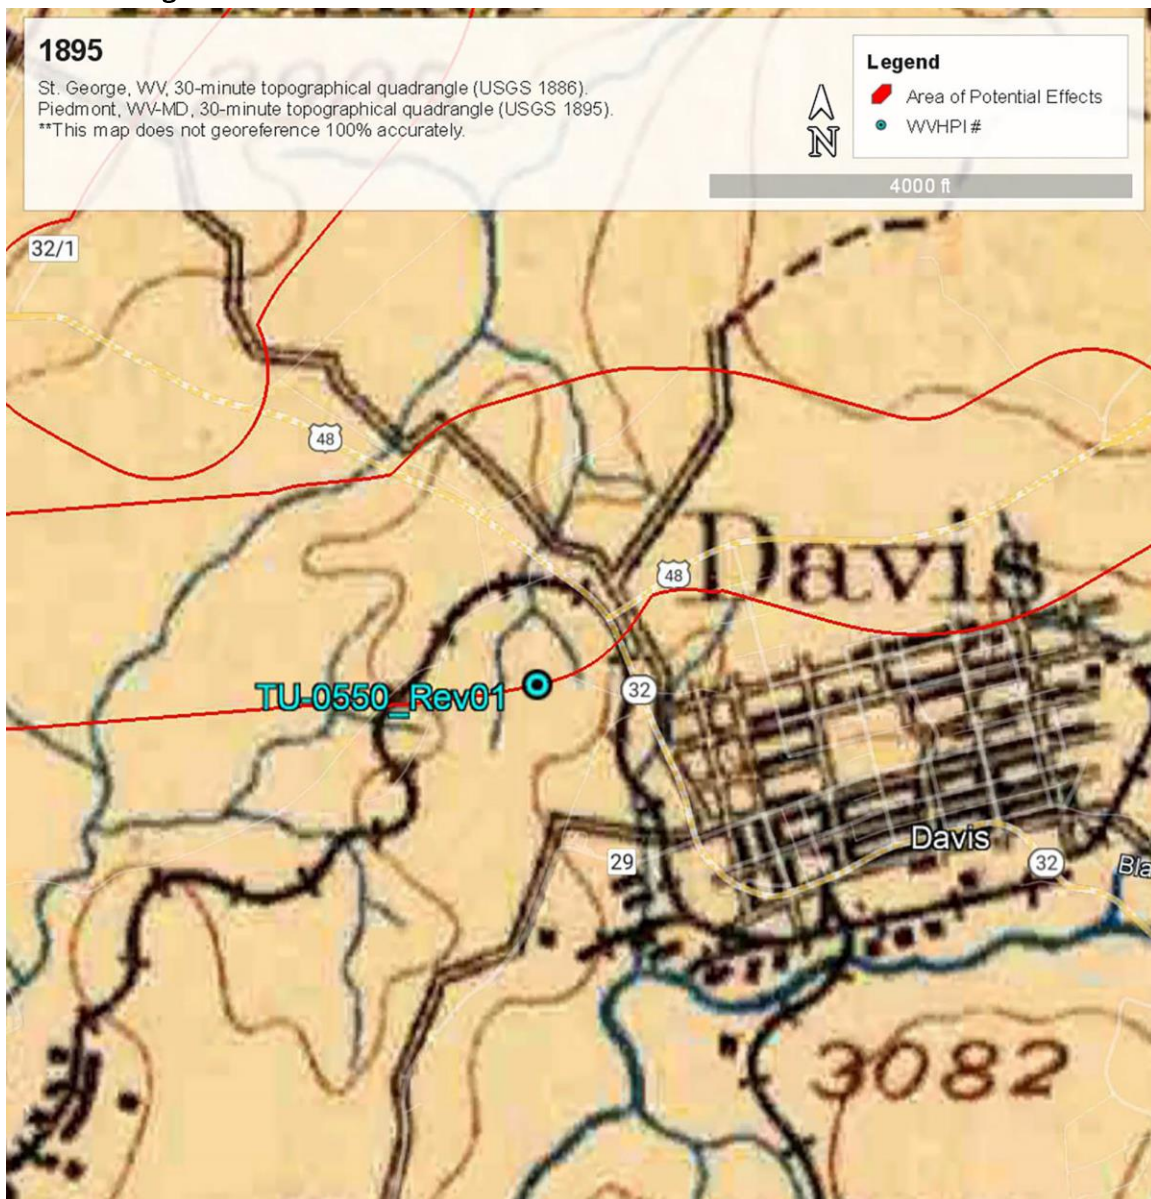 1895
St. George, WV, 30-minute topographical quadrangle (USGS 1886).
Piedmont, WV-MD, 30-minute topographical quadrangle (USGS 1895).
**This map does not georeference 100% accurately.
N
Legend
Area of Potential Effects
WVHPI #
4000 ft
32/1
48
48
Davis
TU-0550_Rev01
32
29
Davis
32
Bla
3082